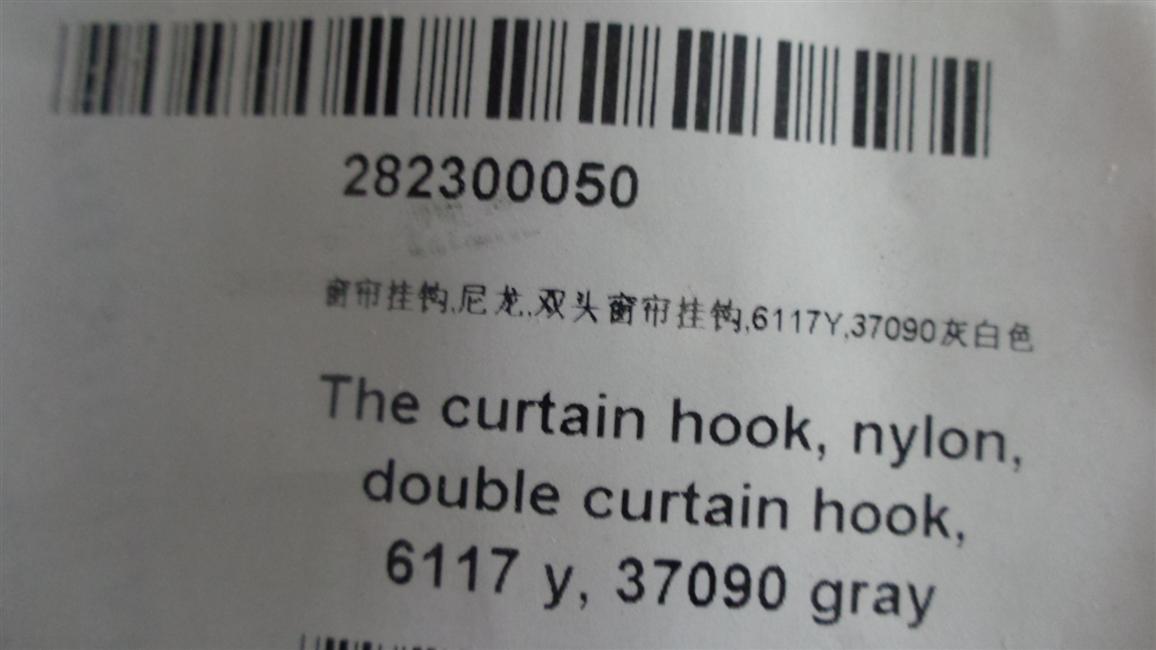 282300050
窗帘挂钩,尼龙,双头窗帘挂钩,6117Y,37090灰白色
The curtain hook, nylon,
double curtain hook,
6117 y, 37090 gray